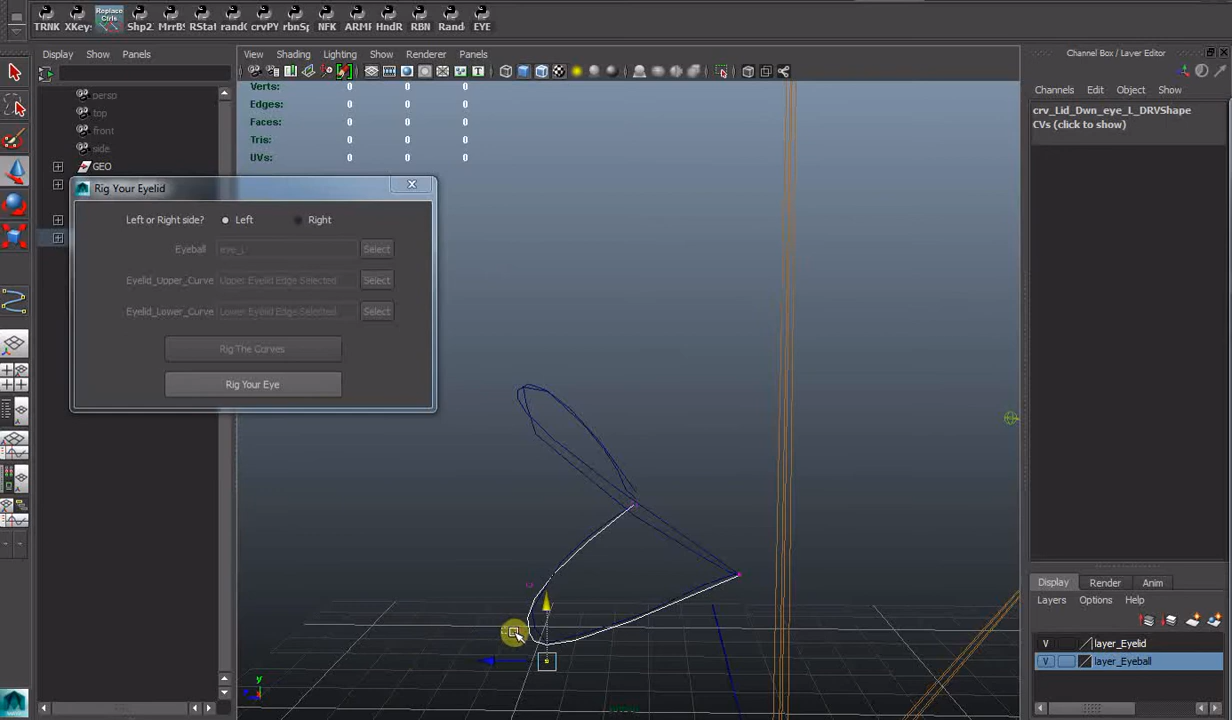 TRNK XKey: Replace Ctrls Shp2. MrrBS RStat randC crvPY rbnSp NFK ARMF HndR RBN Rand EYE
Display Show Panels
View Shading Lighting Show Renderer Panels
Channel Box / Layer Editor
Channels Edit Object Show
persp
top
front
side
GEO
Verts: 0 0 0
Edges: 0 0 0
Faces: 0 0 0
Tris: 0 0 0
UVs: 0 0 0
crv_Lid_Dwn_eye_L_DRVShape
CVs (click to show)
Rig Your Eyelid
Left or Right side? Left Right
Eyeball eye_L Select
Eyelid_Upper_Curve Upper Eyelid Edge Selected Select
Eyelid_Lower_Curve Lower Eyelid Edge Selected Select
Rig The Curves
Rig Your Eye
Display Render Anim
Layers Options Help
V layer_Eyelid
V layer_Eyeball
y